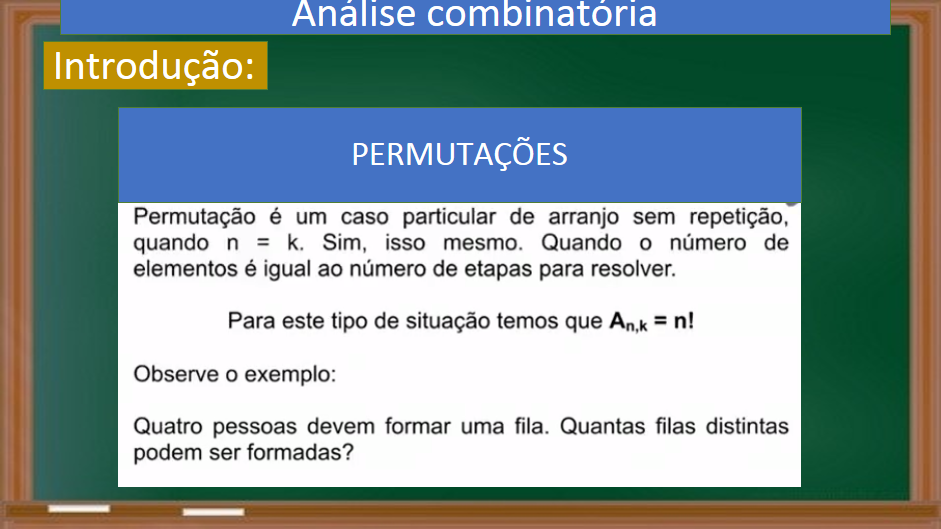 Análise combinatória
Introdução:
PERMUTAÇÕES
Permutação é um caso particular de arranjo sem repetição,
quando n = k. Sim, isso mesmo. Quando o número de
elementos é igual ao número de etapas para resolver.
Para este tipo de situação temos que An,k = n!
Observe o exemplo:
Quatro pessoas devem formar uma fila. Quantas filas distintas
podem ser formadas?